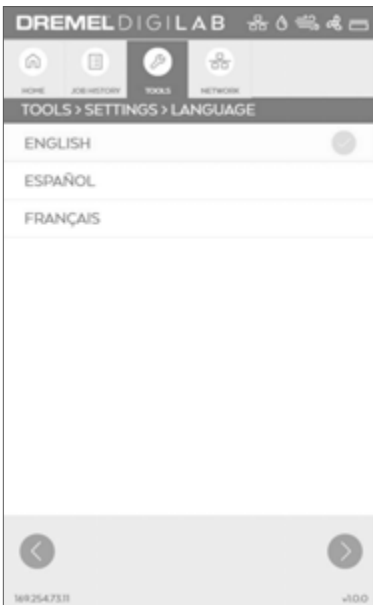 DREMEL DIGILAB
HOME JOB HISTORY TOOLS NETWORK
TOOLS > SETTINGS > LANGUAGE
ENGLISH
ESPAÑOL
FRANÇAIS
169.254.73.11 v1.0.0